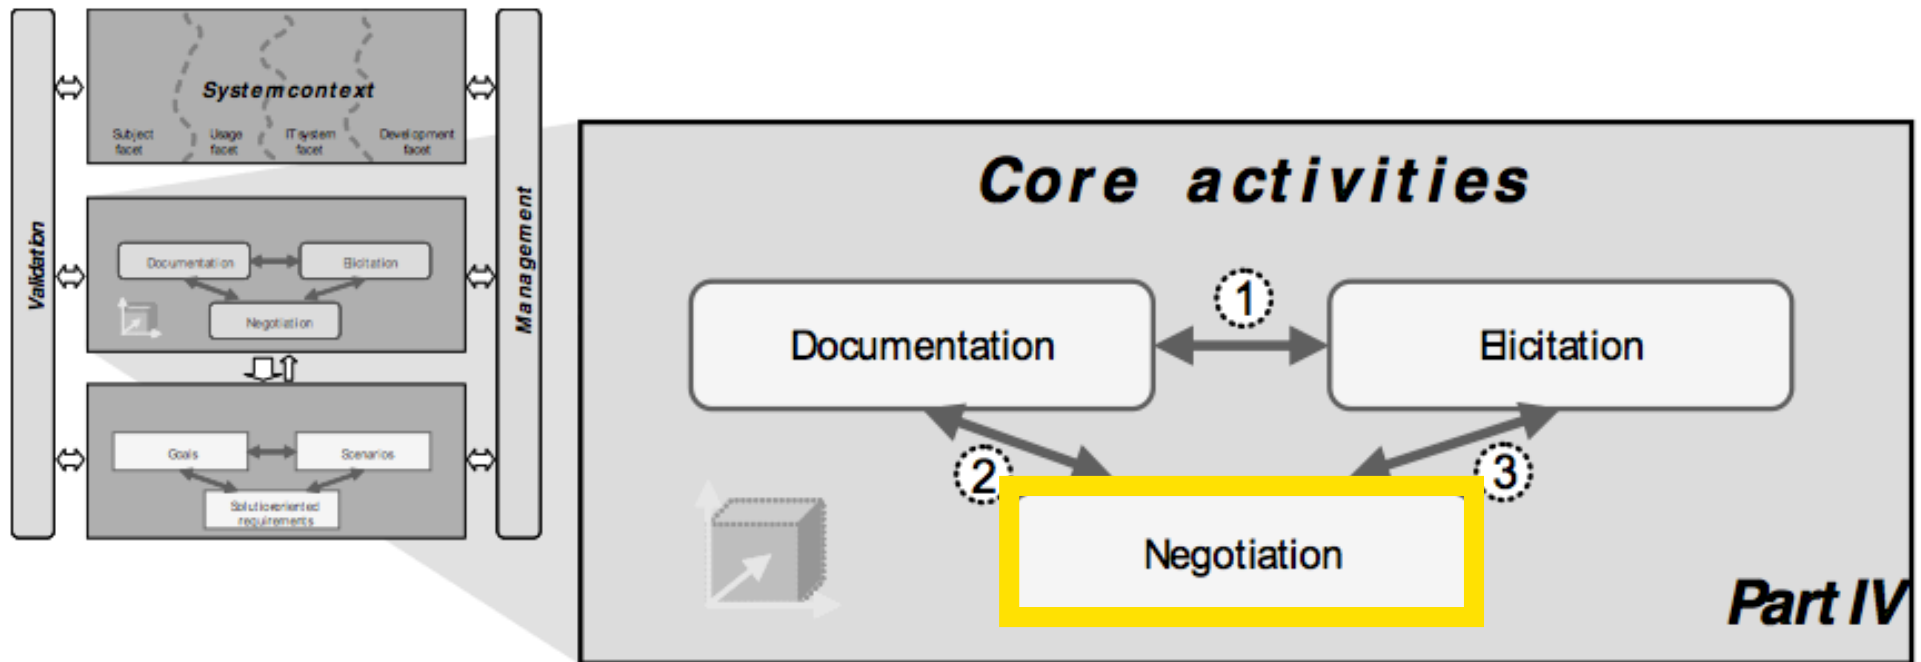 System context
Subject
facet
Usage
facet
IT system
facet
Development
facet
Validation
Management
Documentation
Elicitation
Negotiation
Goals
Scenarios
Solution-oriented
requirements
Core activities
1
Documentation
Elicitation
2
3
Negotiation
Part IV